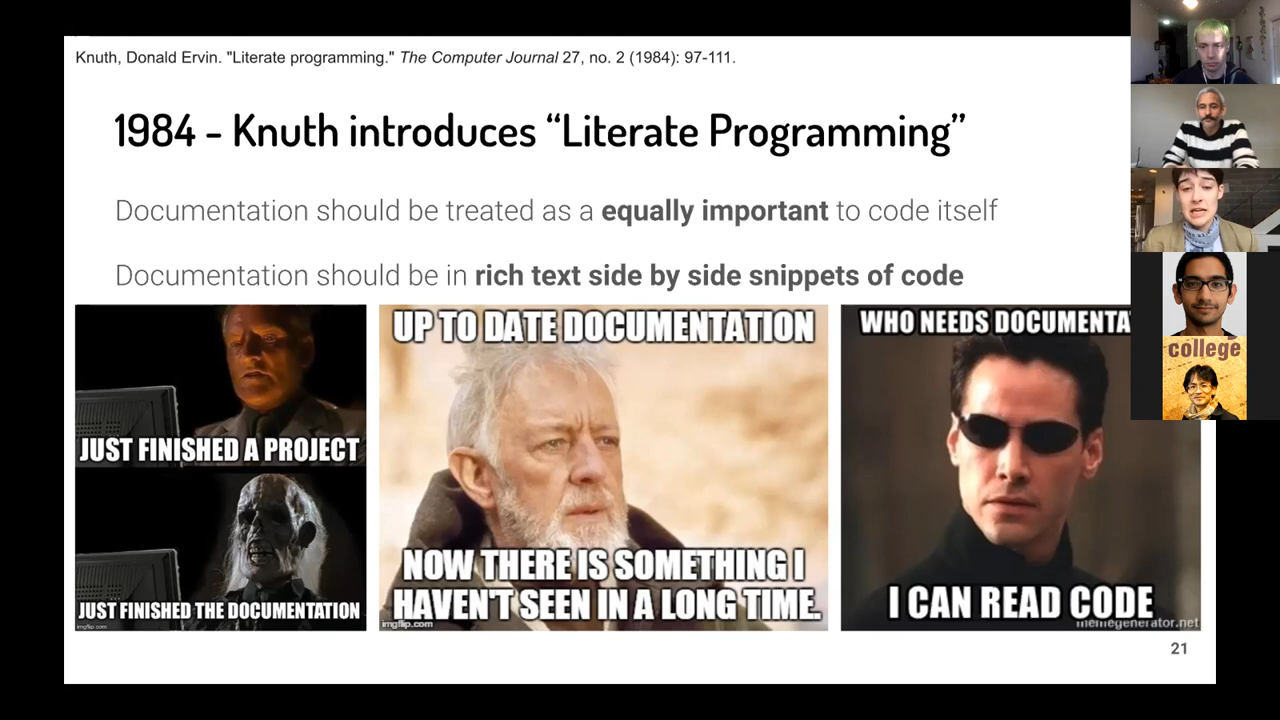 Knuth, Donald Ervin. "Literate programming." The Computer Journal 27, no. 2 (1984): 97-111.
1984 – Knuth introduces “Literate Programming”
Documentation should be treated as a equally important to code itself
Documentation should be in rich text side by side snippets of code
JUST FINISHED A PROJECT
JUST FINISHED THE DOCUMENTATION
imgflip.com
UP TO DATE DOCUMENTATION
NOW THERE IS SOMETHING I
HAVEN'T SEEN IN A LONG TIME.
imgflip.com
WHO NEEDS DOCUMENTA
I CAN READ CODE
memegenerator.net
college
21